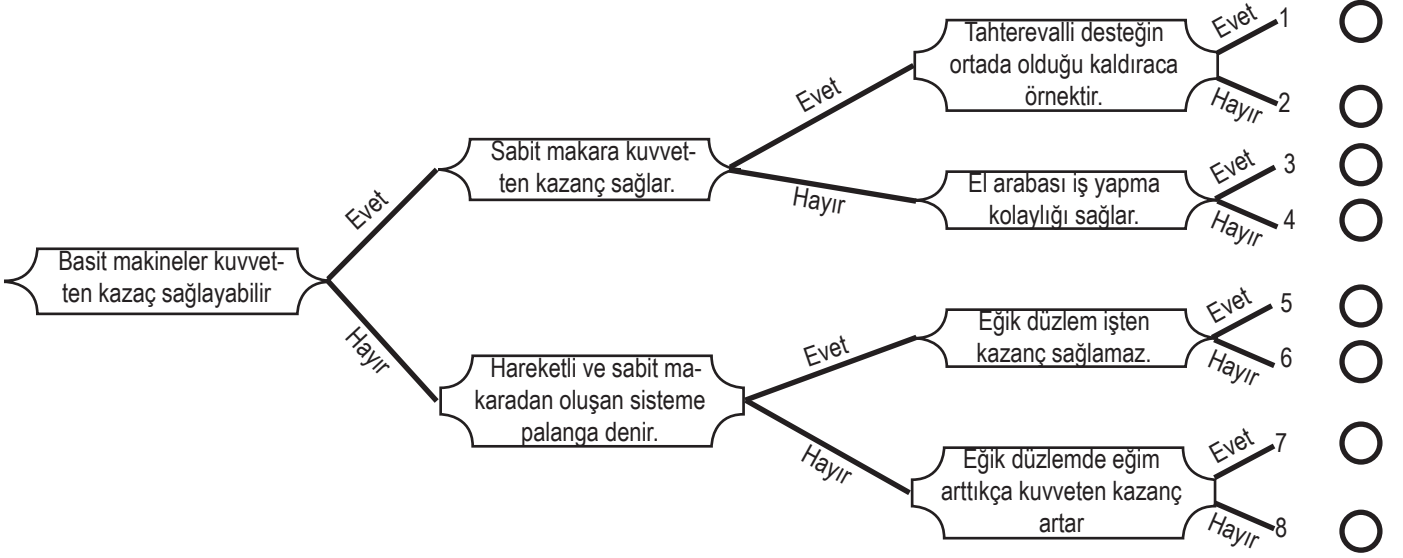 Basit makineler kuvvet-
ten kazaç sağlayabilir
Evet
Hayır
Sabit makara kuvvet-
ten kazanç sağlar.
Evet
Hayır
Hareketli ve sabit ma-
karadan oluşan sisteme
palanga denir.
Evet
Hayır
Tahterevalli desteğin
ortada olduğu kaldıraca
örnektir.
Evet 1
Hayır 2
El arabası iş yapma
kolaylığı sağlar.
Evet 3
Hayır 4
Eğik düzlem işten
kazanç sağlamaz.
Evet 5
Hayır 6
Eğik düzlemde eğim
arttıkça kuvveten kazanç
artar
Evet 7
Hayır 8